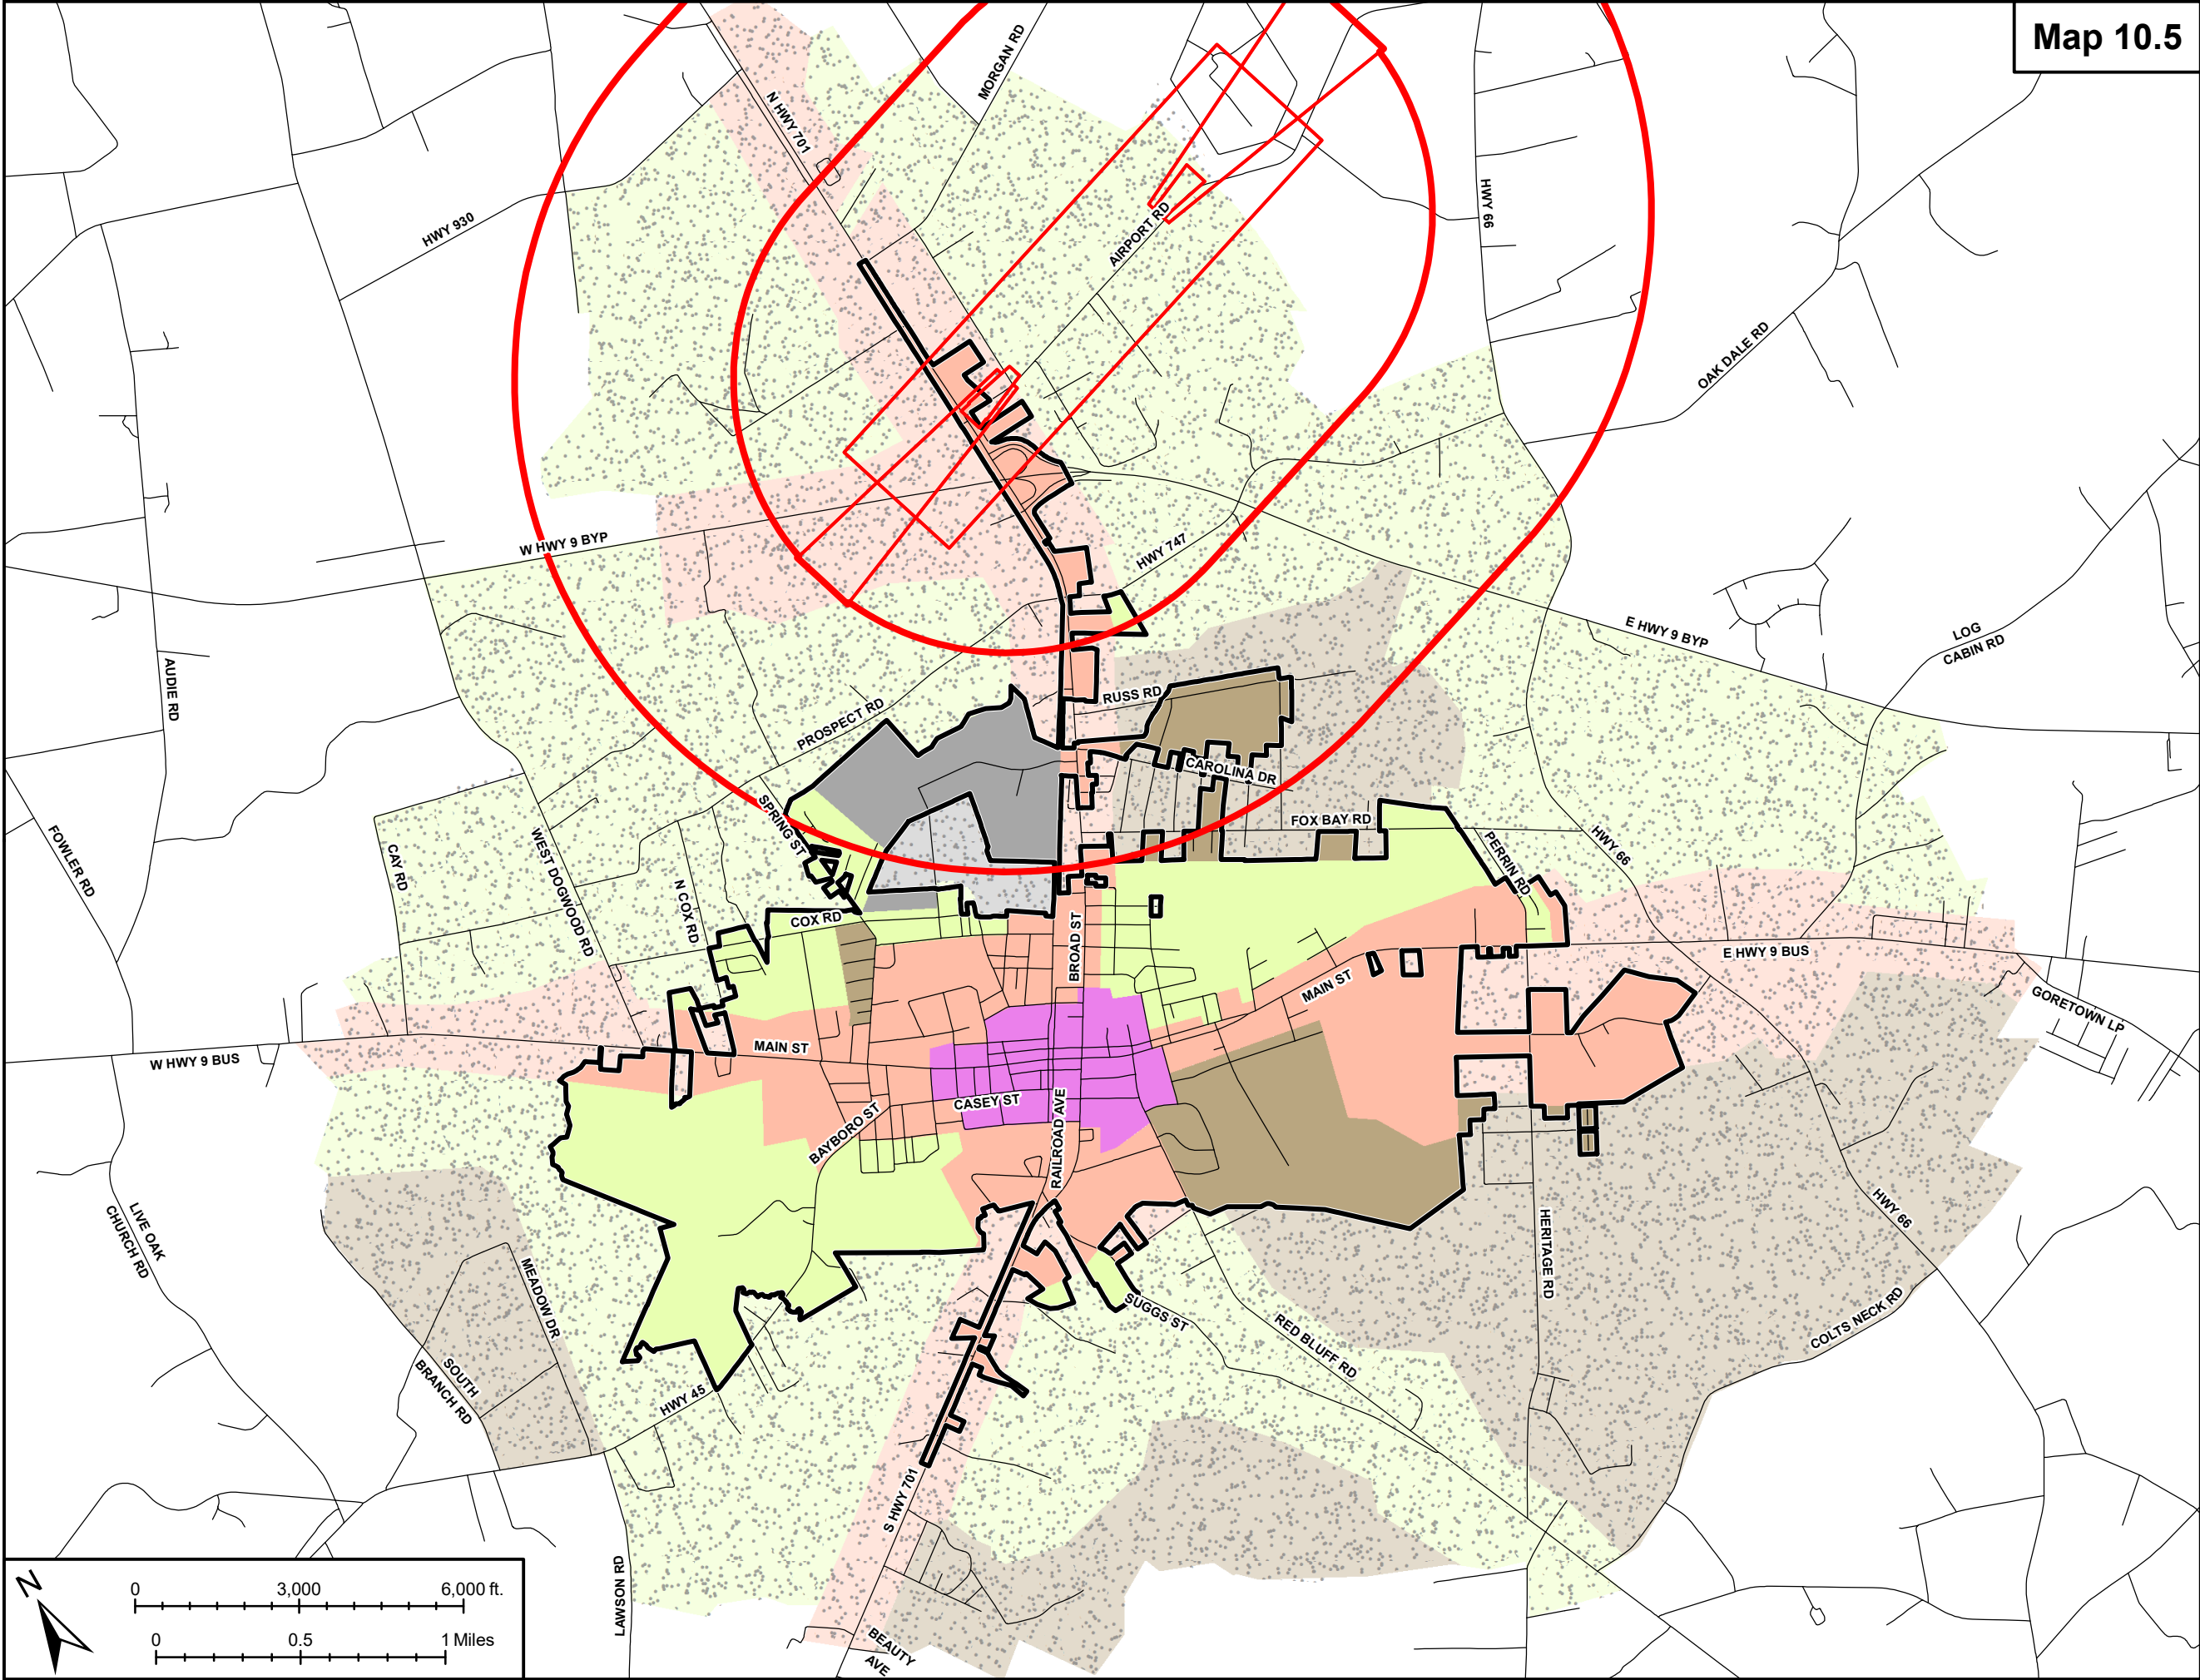 Map 10.5
MORGAN RD
N HWY 701
HWY 930
AIRPORT RD
HWY 66
OAK DALE RD
W HWY 9 BYP
HWY 747
E HWY 9 BYP
LOG
CABIN RD
AUDIE RD
RUSS RD
PROSPECT RD
CAROLINA DR
SPRING ST
FOX BAY RD
FOWLER RD
CAY RD
WEST DOGWOOD RD
N COX RD
PERRIN RD
HWY 66
COX RD
BROAD ST
E HWY 9 BUS
MAIN ST
GORETOWN LP
W HWY 9 BUS
MAIN ST
CASEY ST
BAYBORO ST
RAILROAD AVE
LIVE OAK
CHURCH RD
HWY 66
HERITAGE RD
MEADOW DR
SUGGS ST
RED BLUFF RD
COLTS NECK RD
SOUTH
BRANCH RD
HWY 45
S HWY 701
LAWSON RD
BEAUTY
AVE
N
0 3,000 6,000 ft.
0 0.5 1 Miles